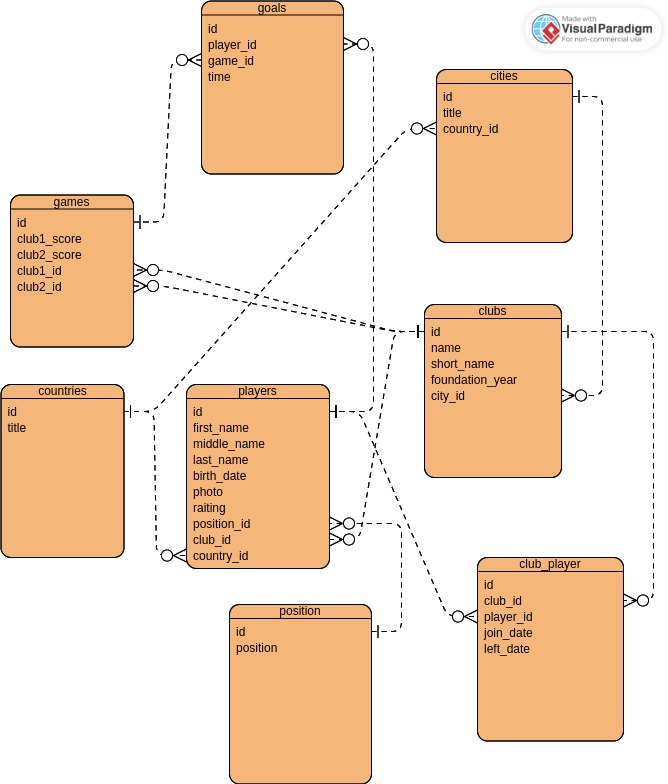 goals
id
player_id
game_id
time
Made with
VisualParadigm
For non-commercial use
cities
id
title
country_id
games
id
club1_score
club2_score
club1_id
club2_id
clubs
id
name
short_name
foundation_year
city_id
countries
id
title
players
id
first_name
middle_name
last_name
birth_date
photo
raiting
position_id
club_id
country_id
club_player
id
club_id
player_id
join_date
left_date
position
id
position